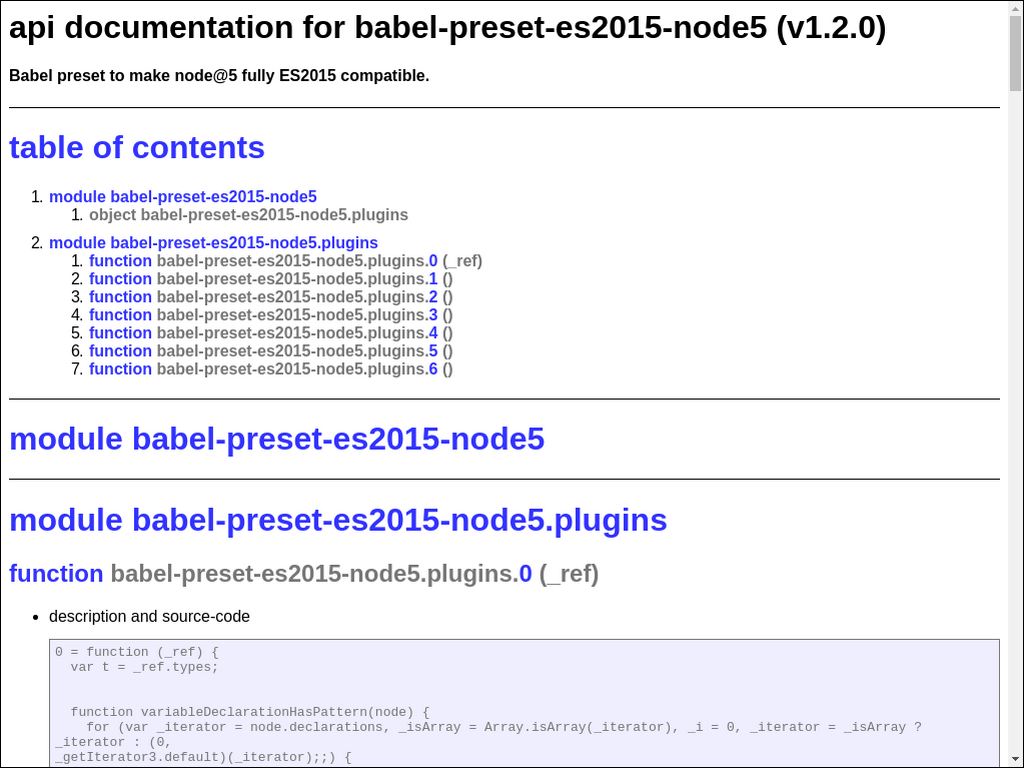 api documentation for babel-preset-es2015-node5 (v1.2.0)
Babel preset to make node@5 fully ES2015 compatible.
table of contents
1. module babel-preset-es2015-node5
1. object babel-preset-es2015-node5.plugins
2. module babel-preset-es2015-node5.plugins
1. function babel-preset-es2015-node5.plugins.0 (_ref)
2. function babel-preset-es2015-node5.plugins.1 ()
3. function babel-preset-es2015-node5.plugins.2 ()
4. function babel-preset-es2015-node5.plugins.3 ()
5. function babel-preset-es2015-node5.plugins.4 ()
6. function babel-preset-es2015-node5.plugins.5 ()
7. function babel-preset-es2015-node5.plugins.6 ()
module babel-preset-es2015-node5
module babel-preset-es2015-node5.plugins
function babel-preset-es2015-node5.plugins.0 (_ref)
• description and source-code
0 = function (_ref) {
  var t = _ref.types;
  function variableDeclarationHasPattern(node) {
    for (var _iterator = node.declarations, _isArray = Array.isArray(_iterator), _i = 0, _iterator = _isArray ?
_iterator : (0,
_getIterator3.default)(_iterator);;) {